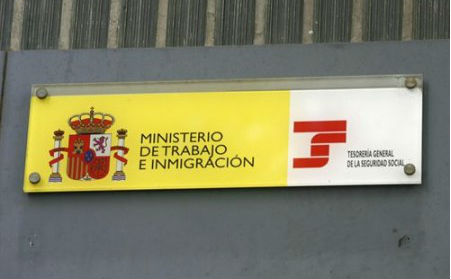 MINISTERIO
DE TRABAJO
E INMIGRACIÓN
TESORERÍA GENERAL
DE LA SEGURIDAD SOCIAL